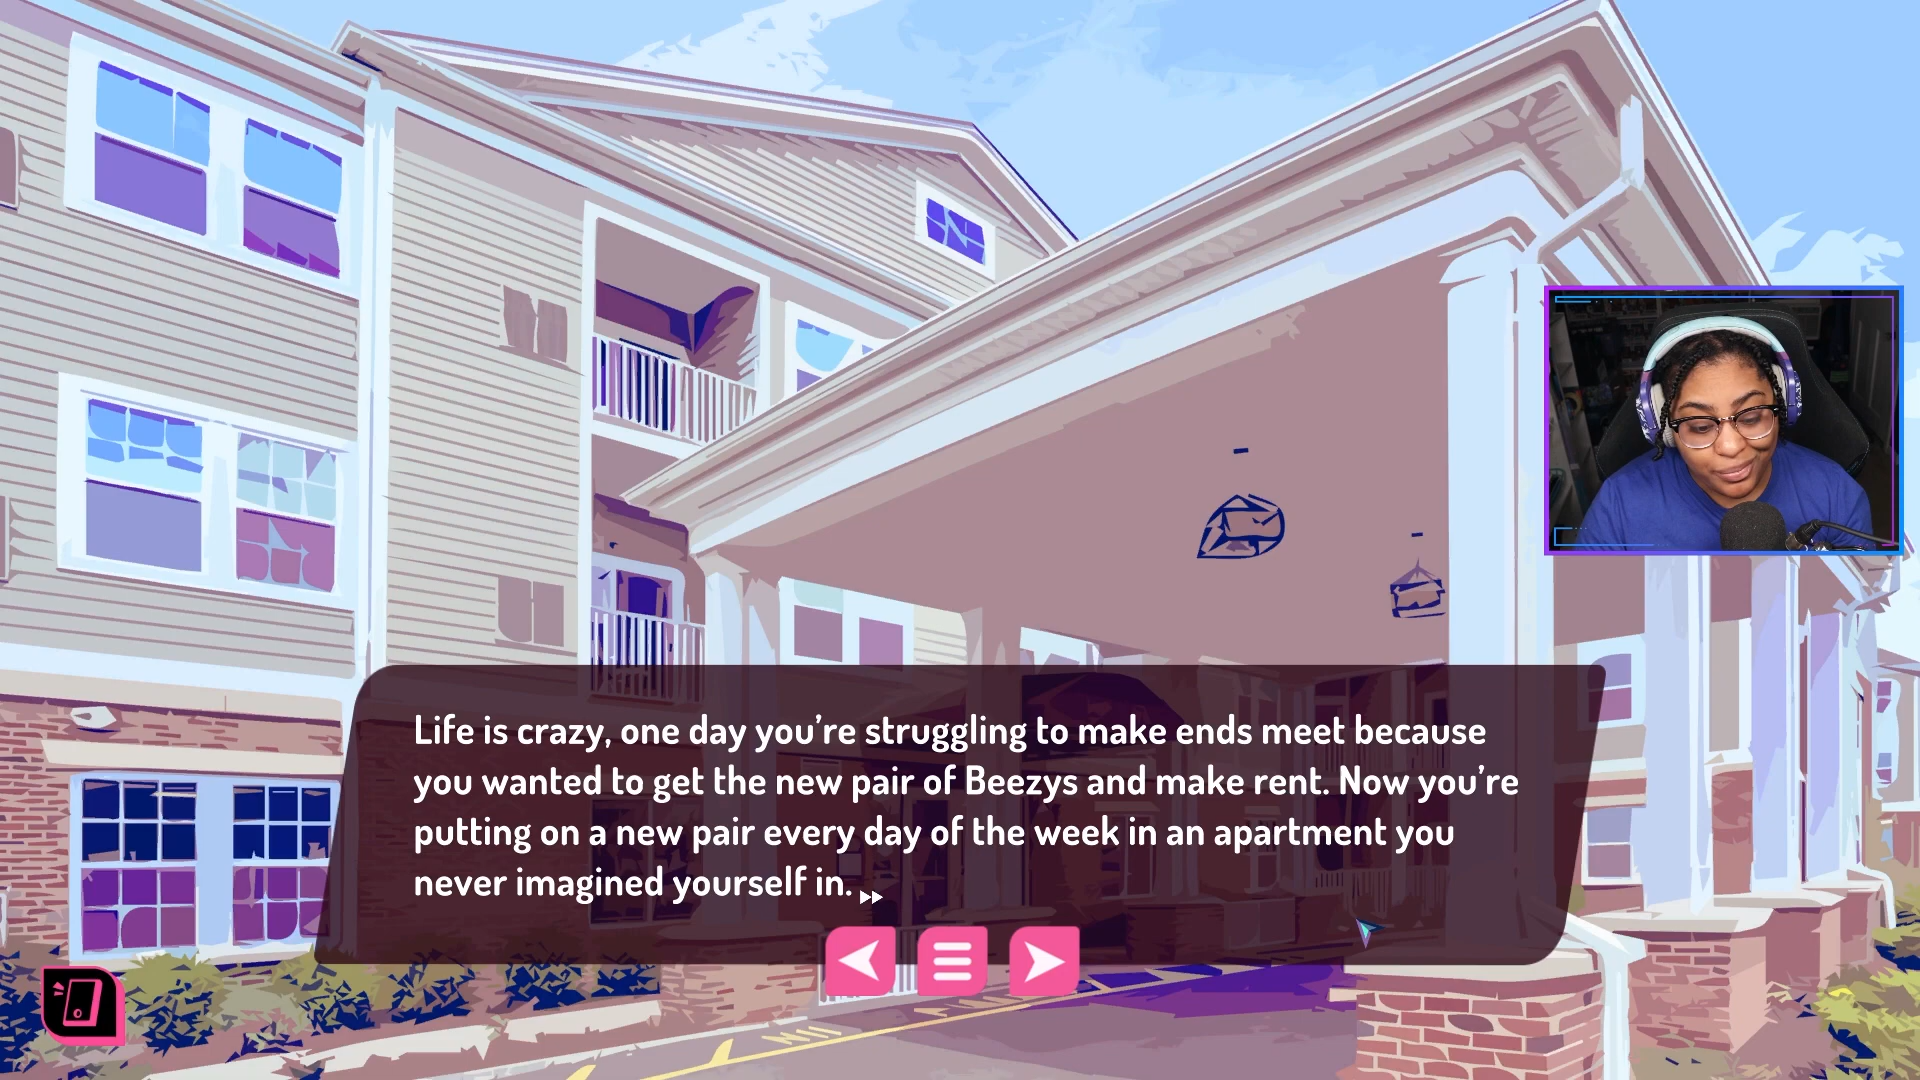 Life is crazy, one day you're struggling to make ends meet because
you wanted to get the new pair of Beezys and make rent. Now you're
putting on a new pair every day of the week in an apartment you
never imagined yourself in.